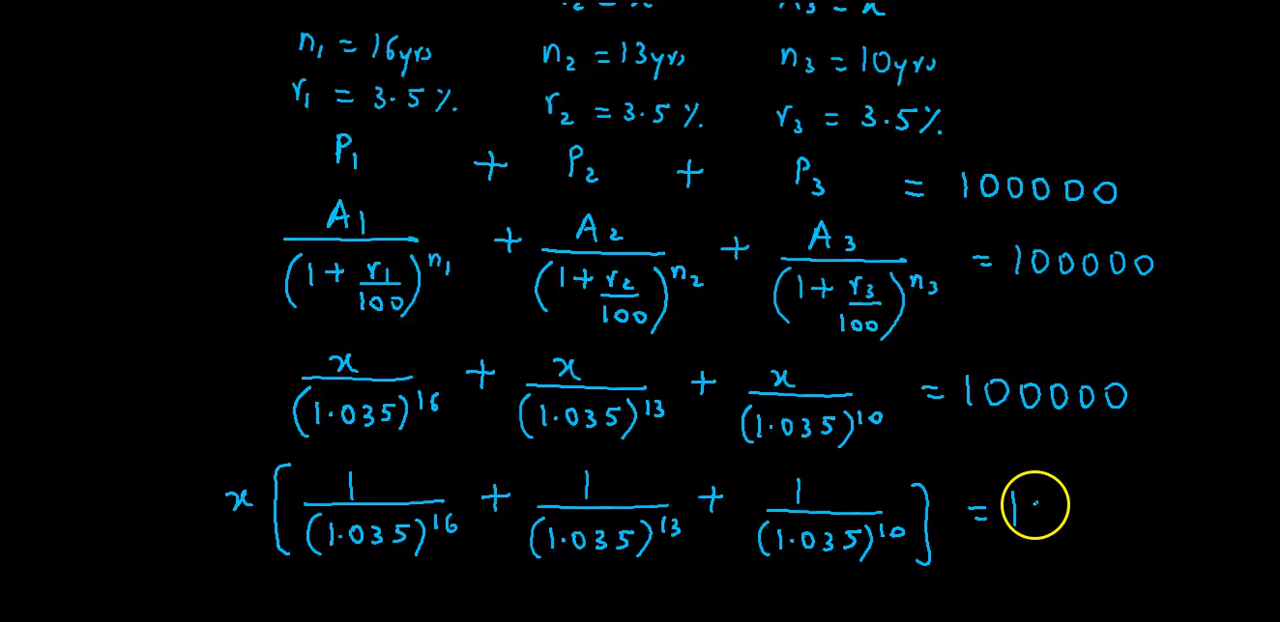 n₁ = 16yrs n₂ = 13yrs n₃ = 10yrs
r₁ = 3.5 %. r₂ = 3.5 %. r₃ = 3.5%.
P₁ + P₂ + P₃ = 100000
A₁/(1 + r₁/100)^n₁ + A₂/(1 + r₂/100)^n₂ + A₃/(1 + r₃/100)^n₃ = 100000
x/(1.035)^16 + x/(1.035)^13 + x/(1.035)^10 = 100000
x[1/(1.035)^16 + 1/(1.035)^13 + 1/(1.035)^10] = 1